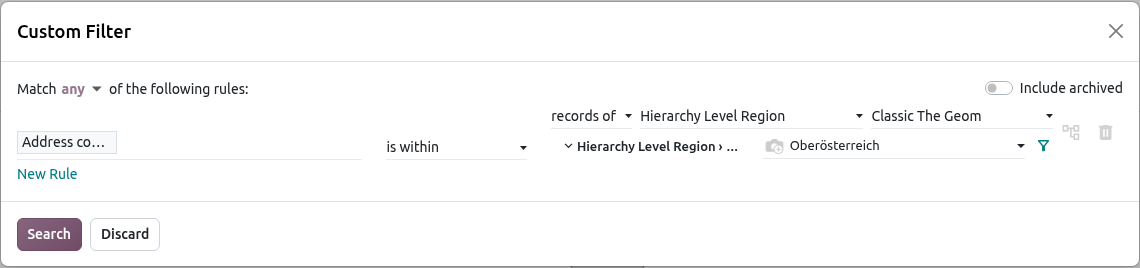 Custom Filter
Match any of the following rules:
Include archived
records of Hierarchy Level Region Classic The Geom
Address co... is within Hierarchy Level Region › ... Oberösterreich
New Rule
Search Discard